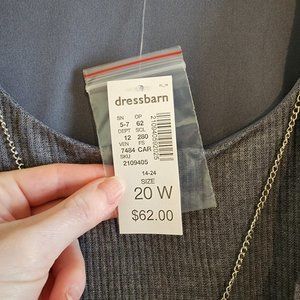 dressbarn
SN OP
5-7 62
DEPT SCL
12 280
VEN FS
7484 CAR
SKU
2109405
14-24
SIZE
20 W
$62.00